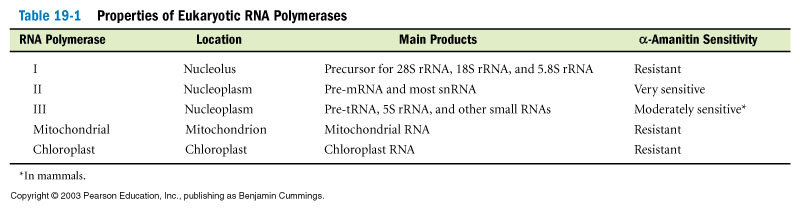 Table 19-1 Properties of Eukaryotic RNA Polymerases
RNA Polymerase Location Main Products α-Amanitin Sensitivity
I Nucleolus Precursor for 28S rRNA, 18S rRNA, and 5.8S rRNA Resistant
II Nucleoplasm Pre-mRNA and most snRNA Very sensitive
III Nucleoplasm Pre-tRNA, 5S rRNA, and other small RNAs Moderately sensitive*
Mitochondrial Mitochondrion Mitochondrial RNA Resistant
Chloroplast Chloroplast Chloroplast RNA Resistant
*In mammals.
Copyright © 2003 Pearson Education, Inc., publishing as Benjamin Cummings.